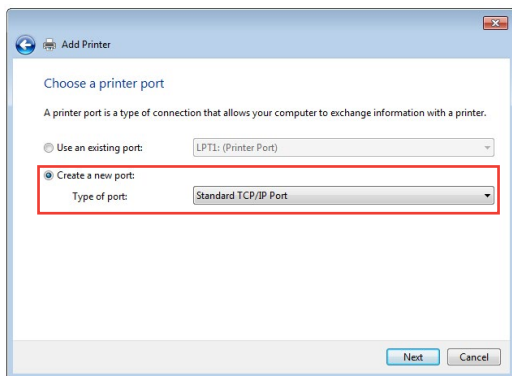 Add Printer
Choose a printer port
A printer port is a type of connection that allows your computer to exchange information with a printer.
Use an existing port: LPT1: (Printer Port)
Create a new port:
Type of port: Standard TCP/IP Port
Next Cancel